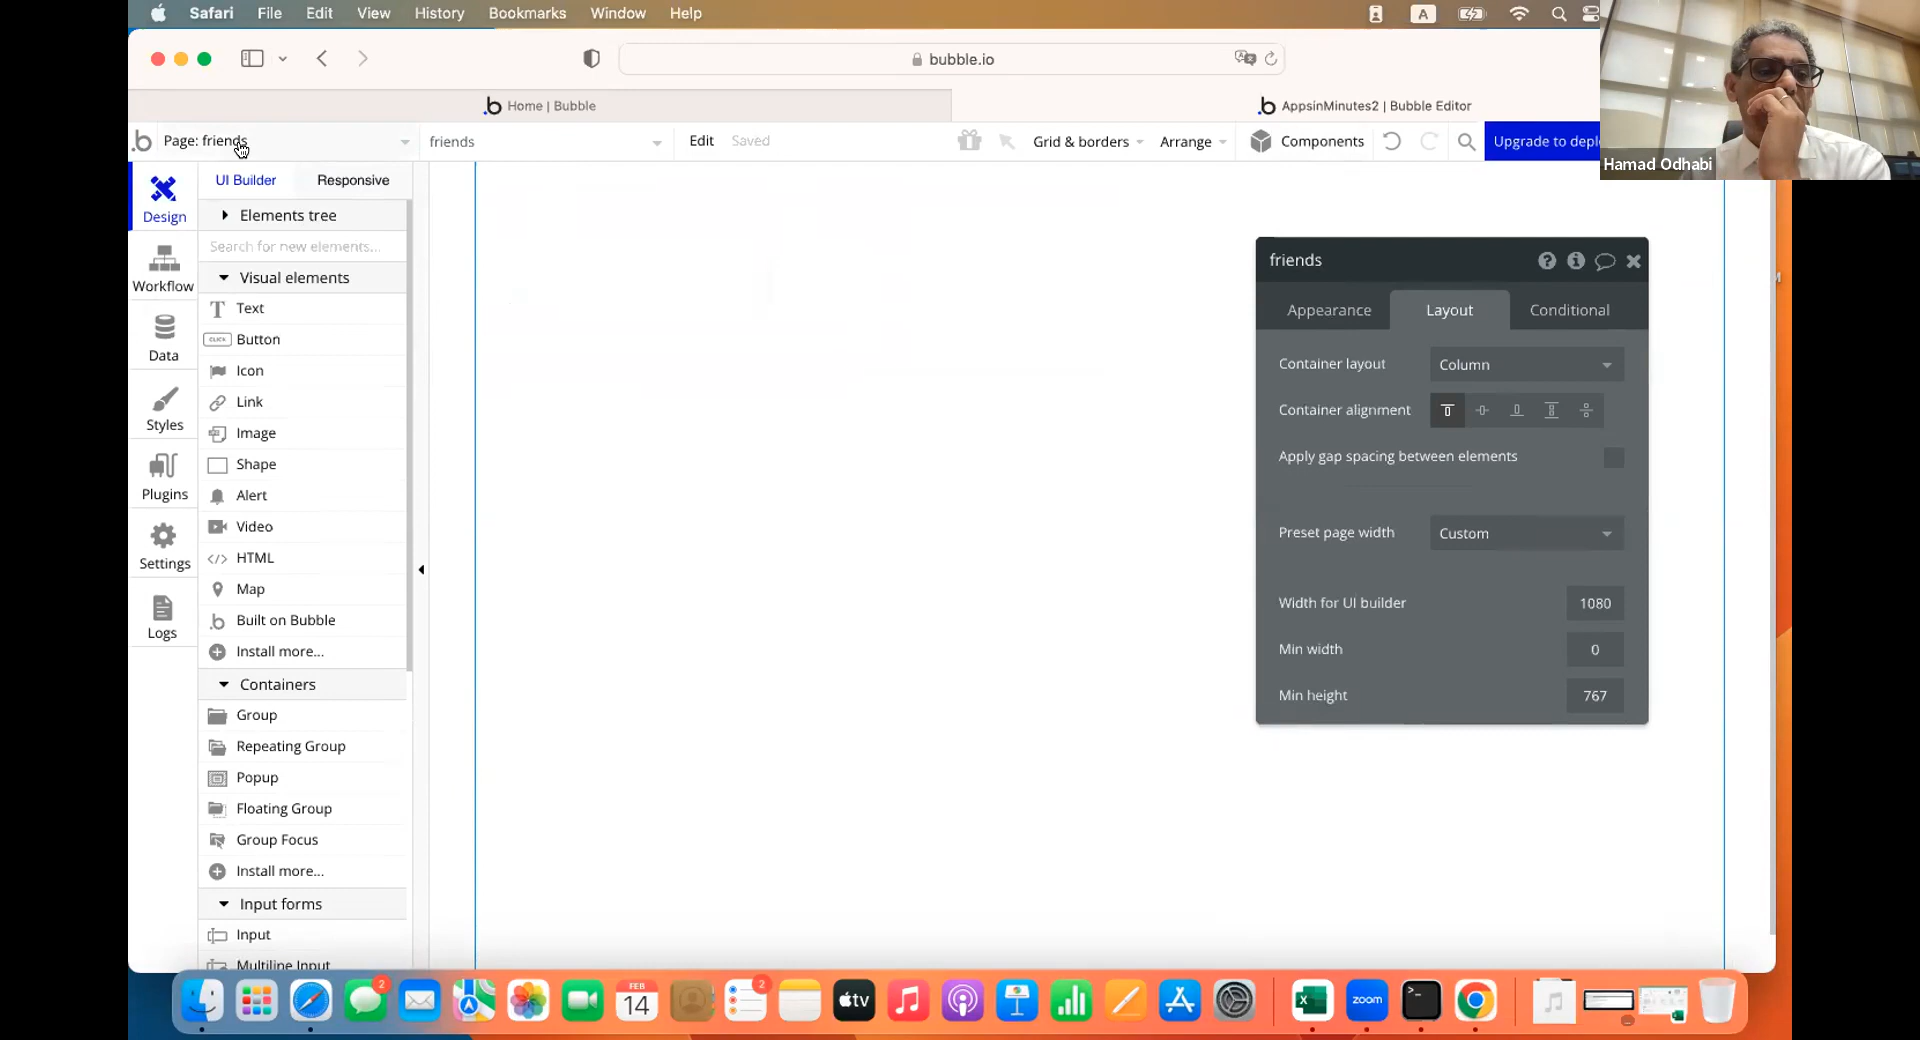 Safari File Edit View History Bookmarks Window Help
A
bubble.io
Home | Bubble
AppsinMinutes2 | Bubble Editor
Page: friends
friends
Edit
Saved
Grid & borders
Arrange
Components
Upgrade to depl
Hamad Odhabi
Design
Workflow
Data
Styles
Plugins
Settings
Logs
UI Builder
Responsive
Elements tree
Search for new elements...
Visual elements
Text
CLICK
Button
Icon
Link
Image
Shape
Alert
Video
HTML
Map
Built on Bubble
Install more...
Containers
Group
Repeating Group
Popup
Floating Group
Group Focus
Install more...
Input forms
Input
Multiline Input
friends
Appearance
Layout
Conditional
Container layout
Column
Container alignment
Apply gap spacing between elements
Preset page width
Custom
Width for UI builder
1080
Min width
0
Min height
767
2
FEB
14
2
tv
zoom